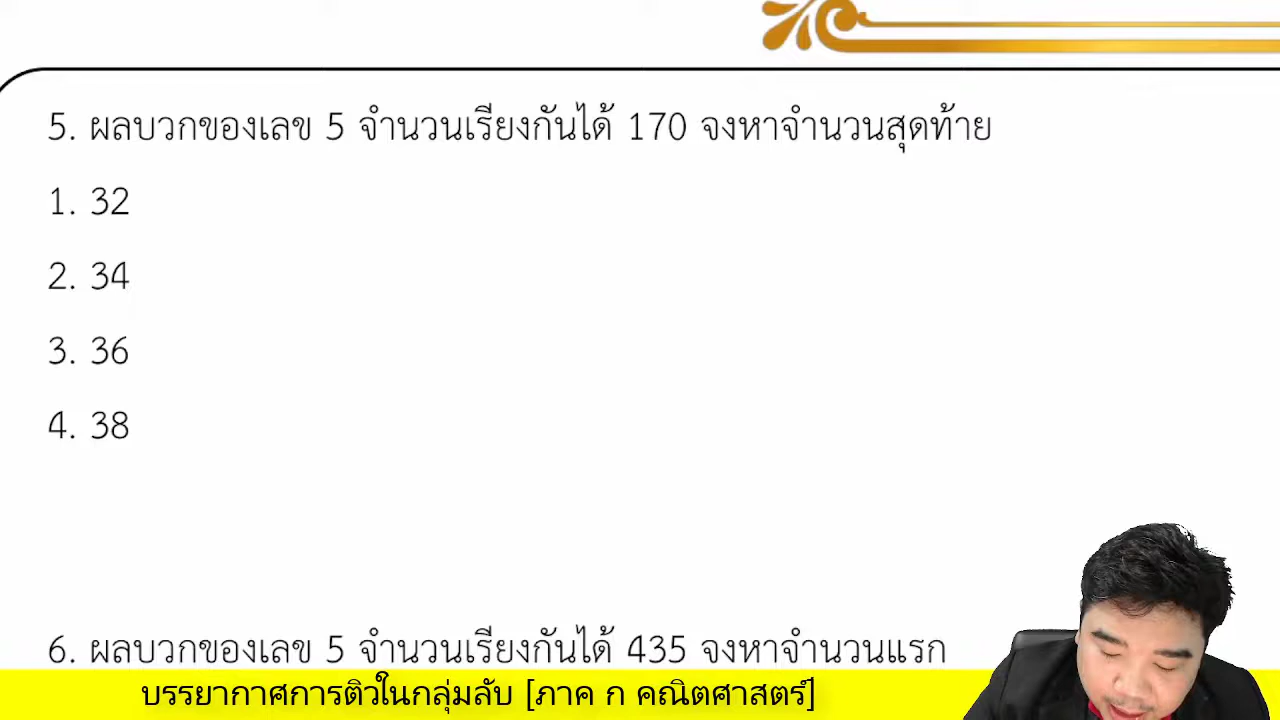 5. ผลบวกของเลข 5 จำนวนเรียงกันได้ 170 จงหาจำนวนสุดท้าย
1. 32
2. 34
3. 36
4. 38
6. ผลบวกของเลข 5 จำนวนเรียงกันได้ 435 จงหาจำนวนแรก
บรรยากาศการติวในกลุ่มลับ [ภาค ก คณิตศาสตร์]